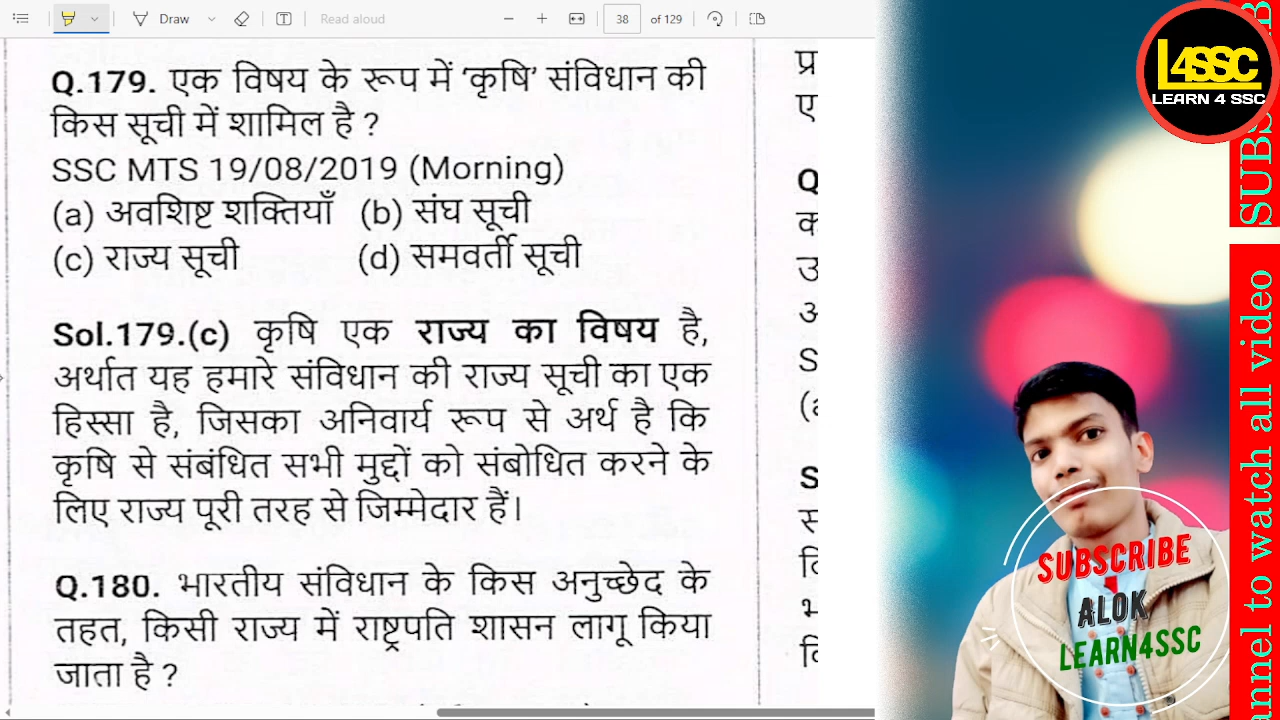 Draw
Read aloud
38 of 129
Q.179. एक विषय के रूप में ‘कृषि’ संविधान की
किस सूची में शामिल है ?
SSC MTS 19/08/2019 (Morning)
(a) अवशिष्ट शक्तियाँ (b) संघ सूची
(c) राज्य सूची (d) समवर्ती सूची
Sol.179.(c) कृषि एक राज्य का विषय है,
अर्थात यह हमारे संविधान की राज्य सूची का एक
हिस्सा है, जिसका अनिवार्य रूप से अर्थ है कि
कृषि से संबंधित सभी मुद्दों को संबोधित करने के
लिए राज्य पूरी तरह से जिम्मेदार हैं।
Q.180. भारतीय संविधान के किस अनुच्छेद के
तहत, किसी राज्य में राष्ट्रपति शासन लागू किया
जाता है ?
L4SSC
LEARN 4 SSC
SUBSCRIBE
ALOK
LEARN4SSC
to watch all video